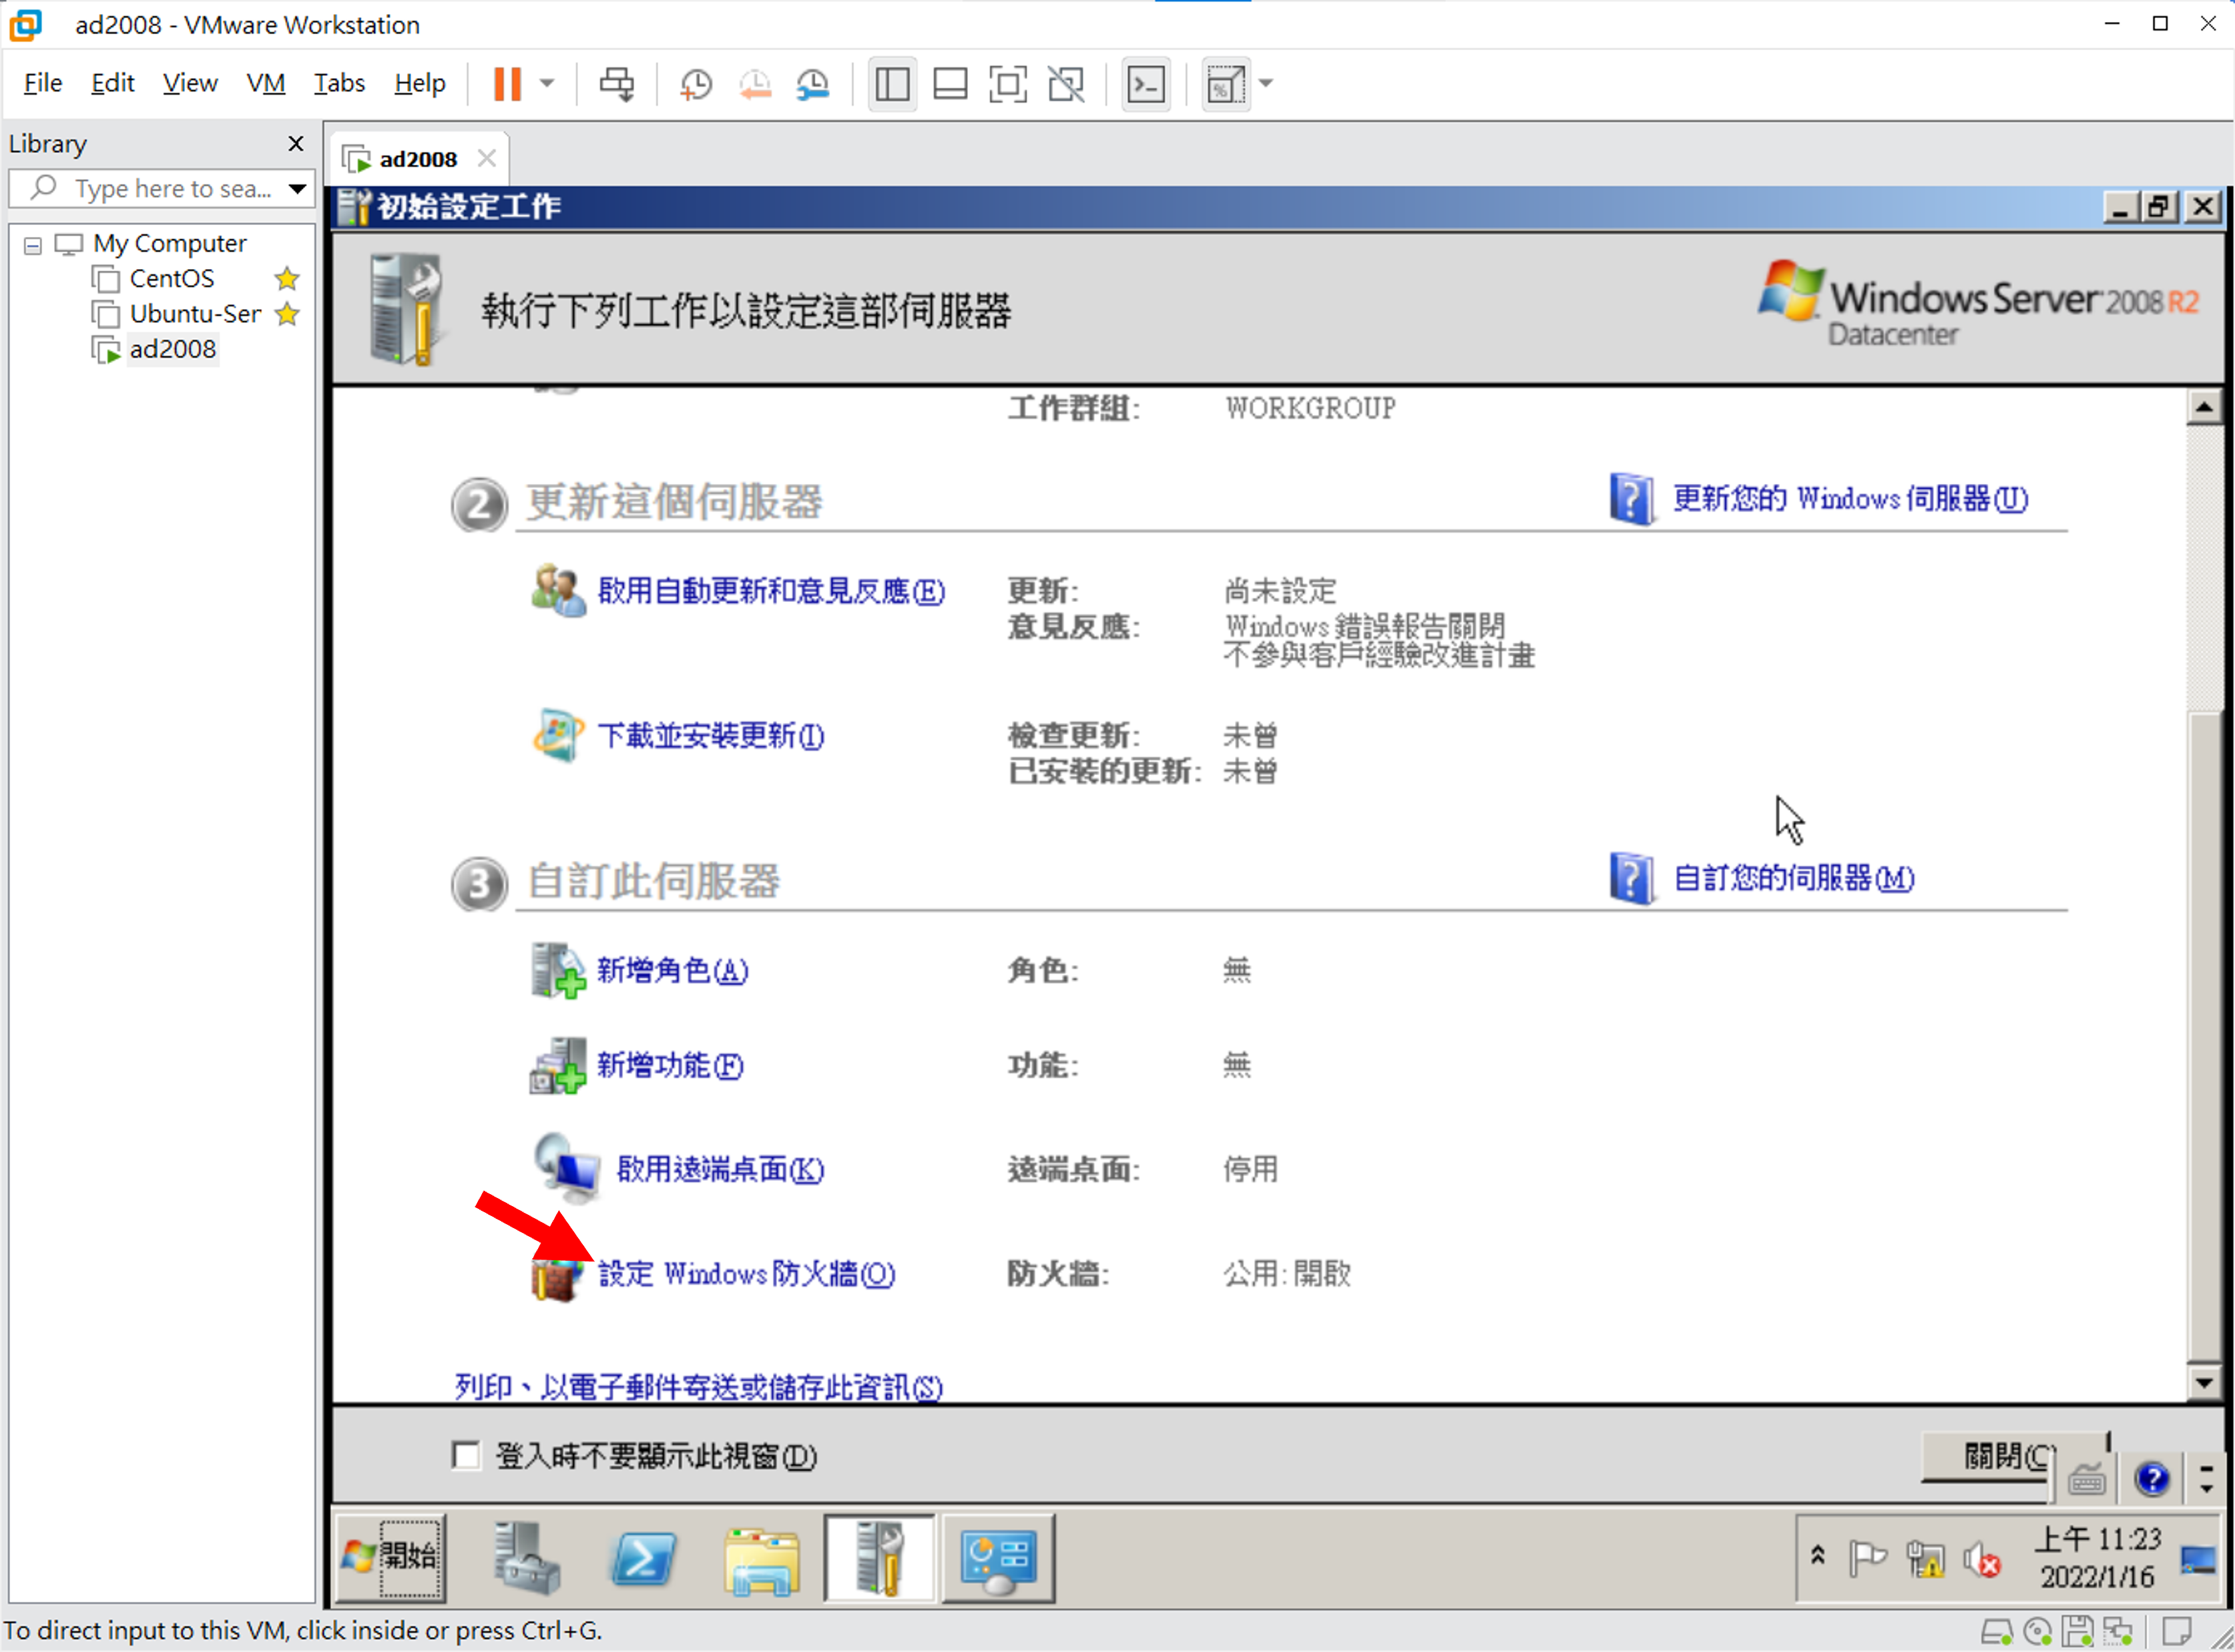 ad2008 - VMware Workstation
File Edit View VM Tabs Help
Library
Type here to sea...
My Computer
CentOS
Ubuntu-Ser
ad2008
ad2008
初始設定工作
執行下列工作以設定這部伺服器
Windows Server 2008 R2
Datacenter
工作群組: WORKGROUP
2 更新這個伺服器 更新您的 Windows 伺服器(U)
啟用自動更新和意見反應(E) 更新: 尚未設定
意見反應: Windows 錯誤報告關閉
不參與客戶經驗改進計畫
下載並安裝更新(I) 檢查更新: 未曾
已安裝的更新: 未曾
3 自訂此伺服器 自訂您的伺服器(M)
新增角色(A) 角色: 無
新增功能(F) 功能: 無
啟用遠端桌面(K) 遠端桌面: 停用
設定 Windows 防火牆(O) 防火牆: 公用: 開啟
列印、以電子郵件寄送或儲存此資訊(S)
登入時不要顯示此視窗(D) 關閉(C
開始
上午 11:23
2022/1/16
To direct input to this VM, click inside or press Ctrl+G.